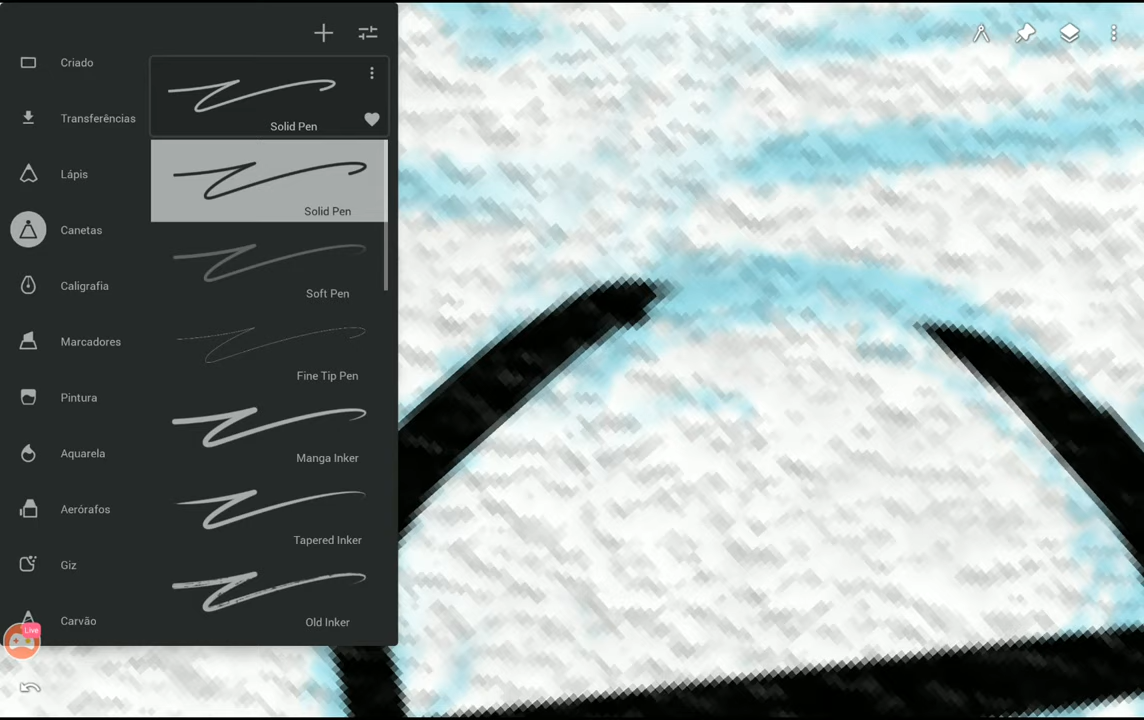 Criado
Transferências
Lápis
Canetas
Caligrafia
Marcadores
Pintura
Aquarela
Aerórafos
Giz
Carvão
Live
Solid Pen
Solid Pen
Soft Pen
Fine Tip Pen
Manga Inker
Tapered Inker
Old Inker